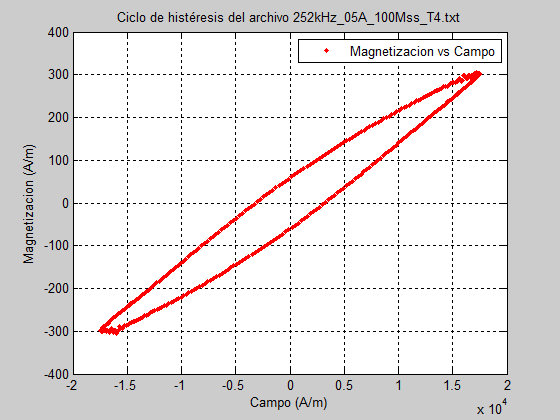 Ciclo de histéresis del archivo 252kHz_05A_100Mss_T4.txt
Magnetizacion vs Campo
Magnetizacion (A/m)
400
300
200
100
0
-100
-200
-300
-400
-2 -1.5 -1 -0.5 0 0.5 1 1.5 2
Campo (A/m)
x 10^4